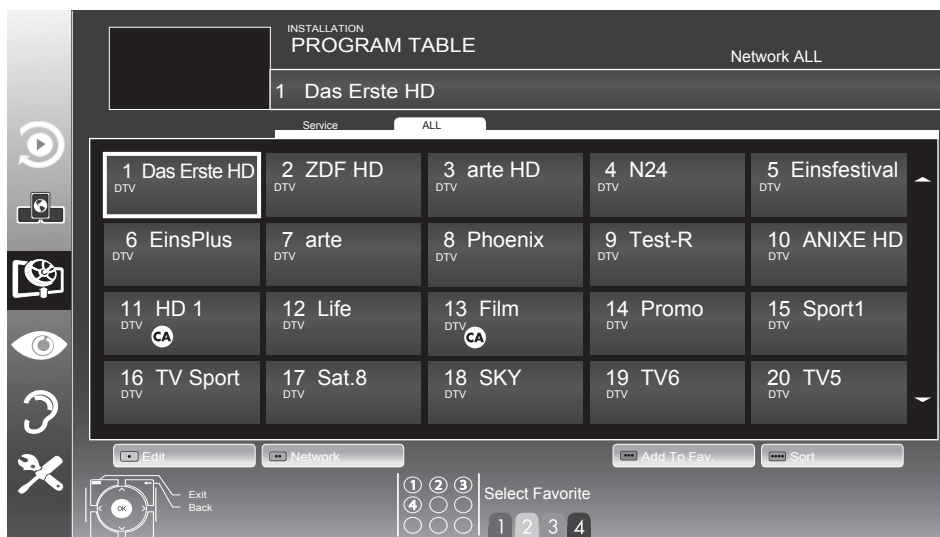 INSTALLATION
PROGRAM TABLE
Network ALL
1 Das Erste HD
Service ALL
1 Das Erste HD
DTV
2 ZDF HD
DTV
3 arte HD
DTV
4 N24
DTV
5 Einsfestival
DTV
6 EinsPlus
DTV
7 arte
DTV
8 Phoenix
DTV
9 Test-R
DTV
10 ANIXE HD
DTV
11 HD 1
DTV
CA
12 Life
DTV
13 Film
DTV
CA
14 Promo
DTV
15 Sport1
DTV
16 TV Sport
DTV
17 Sat.8
DTV
18 SKY
DTV
19 TV6
DTV
20 TV5
DTV
Edit
Network
Add To Fav.
Sort
OK
Exit
Back
1 2 3
4
Select Favorite
1 2 3 4